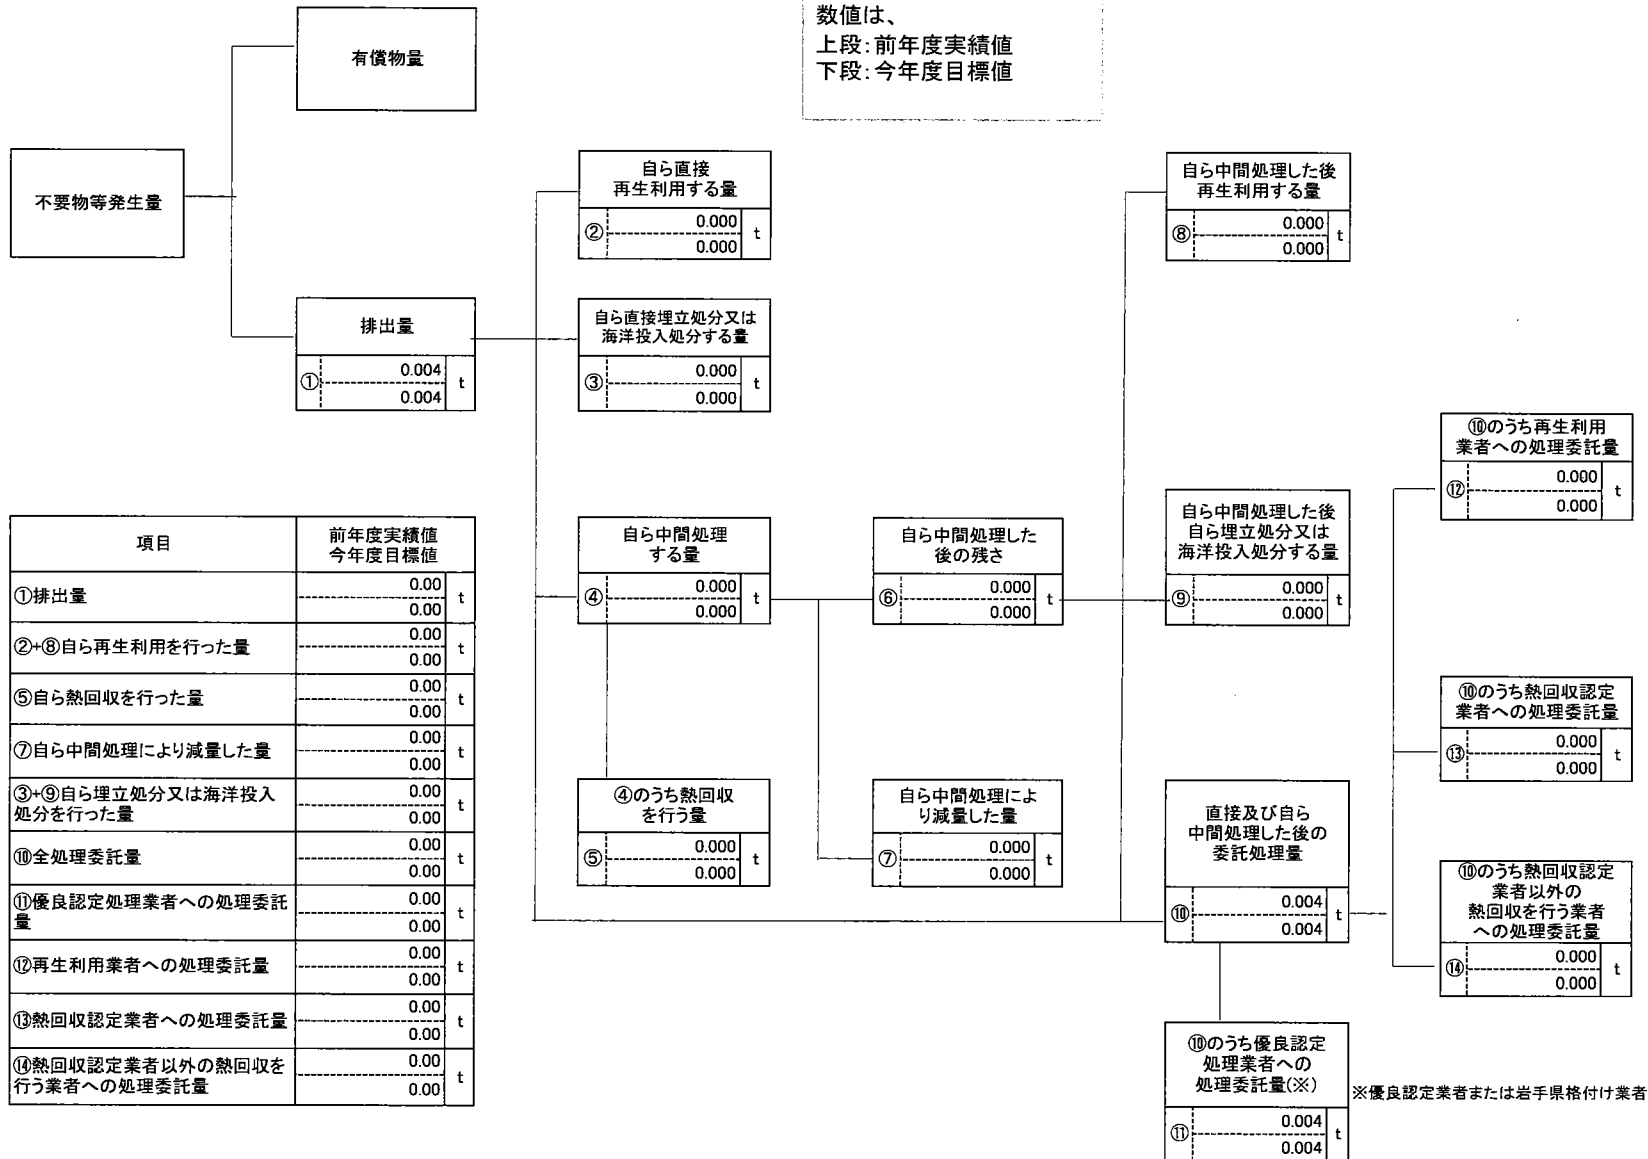 数値は、
上段:前年度実績値
下段:今年度目標値
有償物量
不要物等発生量
排出量
①
0.004
0.004
t
自ら直接
再生利用する量
②
0.000
0.000
t
自ら直接埋立処分又は
海洋投入処分する量
③
0.000
0.000
t
自ら中間処理
する量
④
0.000
0.000
t
④のうち熱回収
を行う量
⑤
0.000
0.000
t
自ら中間処理した
後の残さ
⑥
0.000
0.000
t
自ら中間処理によ
り減量した量
⑦
0.000
0.000
t
自ら中間処理した後
再生利用する量
⑧
0.000
0.000
t
自ら中間処理した後
自ら埋立処分又は
海洋投入処分する量
⑨
0.000
0.000
t
直接及び自ら
中間処理した後の
委託処理量
⑩
0.004
0.004
t
⑩のうち優良認定
処理業者への
処理委託量(※)
⑪
0.004
0.004
t
※優良認定業者または岩手県格付け業者
⑩のうち再生利用
業者への処理委託量
⑫
0.000
0.000
t
⑩のうち熱回収認定
業者への処理委託量
⑬
0.000
0.000
t
⑩のうち熱回収認定
業者以外の
熱回収を行う業者
への処理委託量
⑭
0.000
0.000
t
項目
前年度実績値
今年度目標値
①排出量
0.00
0.00
t
②+⑧自ら再生利用を行った量
0.00
0.00
t
⑤自ら熱回収を行った量
0.00
0.00
t
⑦自ら中間処理により減量した量
0.00
0.00
t
③+⑨自ら埋立処分又は海洋投入
処分を行った量
0.00
0.00
t
⑩全処理委託量
0.00
0.00
t
⑪優良認定処理業者への処理委託
量
0.00
0.00
t
⑫再生利用業者への処理委託量
0.00
0.00
t
⑬熱回収認定業者への処理委託量
0.00
0.00
t
⑭熱回収認定業者以外の熱回収を
行う業者への処理委託量
0.00
0.00
t